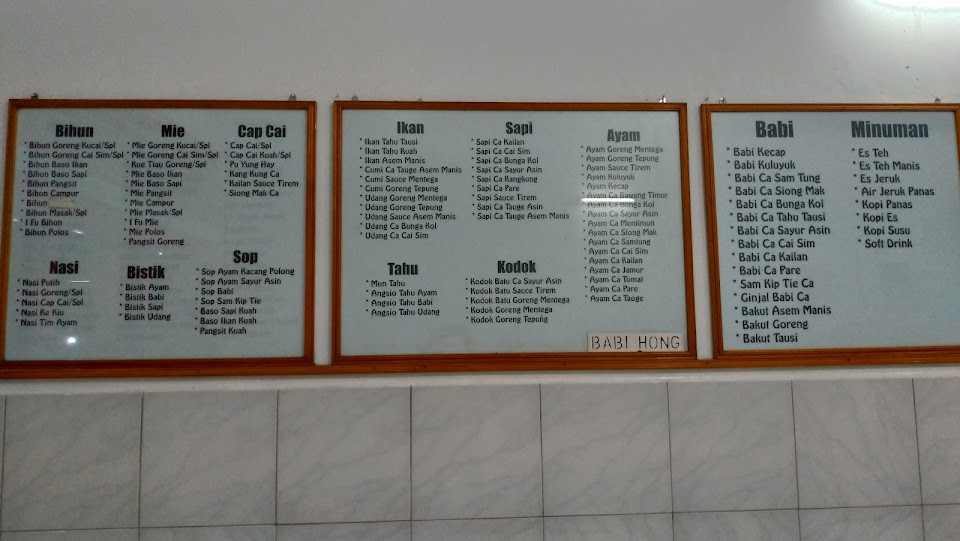 Bihun
* Bihun Goreng Kucai/Spl
* Bihun Goreng Cai Sim/Spl
* Bihun Baso Ikan
* Bihun Baso Sapi
* Bihun Pangsit
* Bihun Campur
* Bihun
* Bihun Masak/Spl
* I Fu Bihun
* Bihun Polos
Mie
* Mie Goreng Kucai/Spl
* Mie Goreng Cai Sim/Spl
* Kue Tiau Goreng/Spl
* Mie Baso Ikan
* Mie Baso Sapi
* Mie Pangsit
* Mie Campur
* Mie Masak/Spl
* I Fu Mie
* Mie Polos
* Pangsit Goreng
Cap Cai
* Cap Cai/Spl
* Cap Cai Kuah/Spl
* Pu Yung Hay
* Kang Kung Ca
* Kailan Sauce Tirem
* Siong Mak Ca
Nasi
* Nasi Putih
* Nasi Goreng/Spl
* Nasi Cap Cai/Spl
* Nasi Ke Kiu
* Nasi Tim Ayam
Bistik
* Bistik Ayam
* Bistik Babi
* Bistik Sapi
* Bistik Udang
Sop
* Sop Ayam Kacang Polong
* Sop Ayam Sayur Asin
* Sop Babi
* Sop Sam Kip Tie
* Baso Sapi Kuah
* Baso Ikan Kuah
* Pangsit Kuah
Ikan
* Ikan Tahu Tausi
* Ikan Tahu Kuah
* Ikan Asem Manis
* Cumi Ca Tauge Asem Manis
* Cumi Sauce Mentega
* Cumi Goreng Tepung
* Udang Goreng Mentega
* Udang Goreng Tepung
* Udang Sauce Asem Manis
* Udang Ca Bunga Kol
* Udang Ca Cai Sim
Sapi
* Sapi Ca Kailan
* Sapi Ca Cai Sim
* Sapi Ca Bunga Kol
* Sapi Ca Sayur Asin
* Sapi Ca Kangkung
* Sapi Ca Pare
* Sapi Sauce Tirem
* Sapi Ca Tauge Asin
* Sapi Ca Tauge Asem Manis
Ayam
* Ayam Goreng Mentega
* Ayam Goreng Tepung
* Ayam Sauce Tirem
* Ayam Kuluyuk
* Ayam Kecap
* Ayam Ca Bayang Timur
* Ayam Ca Bunga Kol
* Ayam Ca Sayur Asin
* Ayam Ca Mentimun
* Ayam Ca Siong Mak
* Ayam Ca Samtung
* Ayam Ca Cai Sim
* Ayam Ca Kailan
* Ayam Ca Jamur
* Ayam Ca Tomat
* Ayam Ca Pare
* Ayam Ca Taoge
Tahu
* Mun Tahu
* Angsio Tahu Ayam
* Angsio Tahu Babi
* Angsio Tahu Udang
Kodok
* Kodok Batu Ca Sayur Asin
* Kodok Batu Sauce Tirem
* Kodok Batu Goreng Mentega
* Kodok Goreng Mentega
* Kodok Goreng Tepung
BABI HONG
Babi
* Babi Kecap
* Babi Kuluyuk
* Babi Ca Sam Tung
* Babi Ca Siong Mak
* Babi Ca Bunga Kol
* Babi Ca Tahu Tausi
* Babi Ca Sayur Asin
* Babi Ca Cai Sim
* Babi Ca Kailan
* Babi Ca Pare
* Sam Kip Tie Ca
* Ginjal Babi Ca
* Bakut Asem Manis
* Bakut Goreng
* Bakut Tausi
Minuman
* Es Teh
* Es Teh Manis
* Es Jeruk
* Air Jeruk Panas
* Kopi Panas
* Kopi Es
* Kopi Susu
* Soft Drink